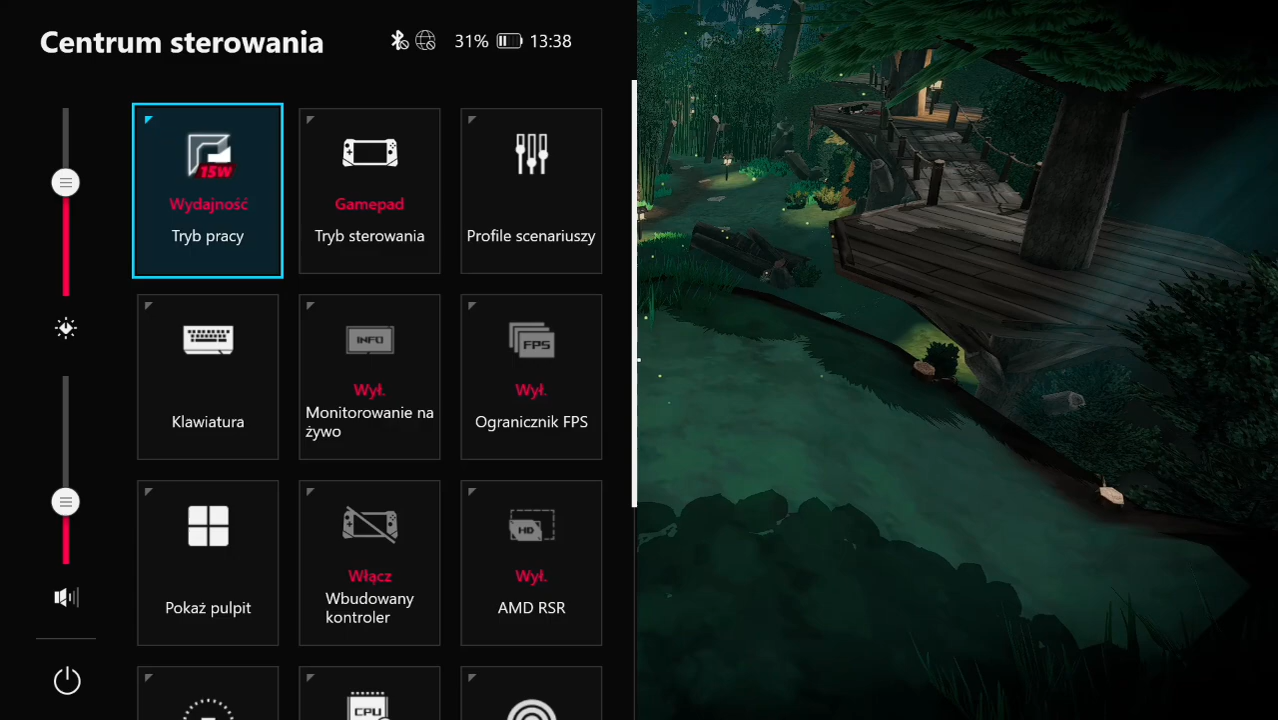 Centrum sterowania
31%
13:38
15W
Wydajność
Tryb pracy
Gamepad
Tryb sterowania
Profile scenariuszy
Klawiatura
INFO
Wył.
Monitorowanie na
żywo
FPS
Wył.
Ogranicznik FPS
Pokaż pulpit
Włącz
Wbudowany
kontroler
HD
Wył.
AMD RSR
CPU